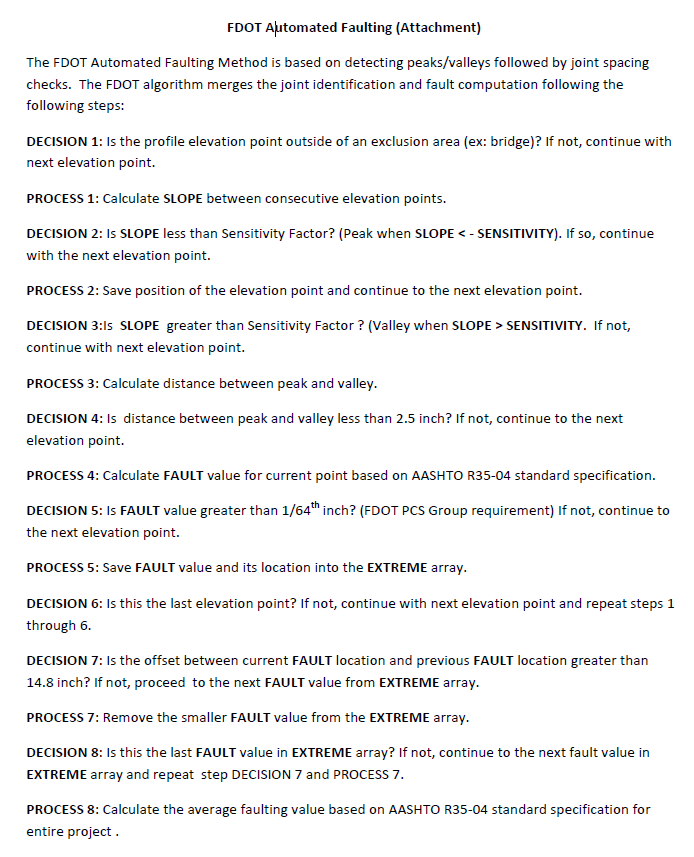 FDOT Automated Faulting (Attachment)
The FDOT Automated Faulting Method is based on detecting peaks/valleys followed by joint spacing
checks.  The FDOT algorithm merges the joint identification and fault computation following the
following steps:
DECISION 1: Is the profile elevation point outside of an exclusion area (ex: bridge)? If not, continue with
next elevation point.
PROCESS 1: Calculate SLOPE between consecutive elevation points.
DECISION 2: Is SLOPE less than Sensitivity Factor? (Peak when SLOPE < - SENSITIVITY). If so, continue
with the next elevation point.
PROCESS 2: Save position of the elevation point and continue to the next elevation point.
DECISION 3:Is  SLOPE  greater than Sensitivity Factor ? (Valley when SLOPE > SENSITIVITY.  If not,
continue with next elevation point.
PROCESS 3: Calculate distance between peak and valley.
DECISION 4: Is  distance between peak and valley less than 2.5 inch? If not, continue to the next
elevation point.
PROCESS 4: Calculate FAULT value for current point based on AASHTO R35-04 standard specification.
DECISION 5: Is FAULT value greater than 1/64th inch? (FDOT PCS Group requirement) If not, continue to
the next elevation point.
PROCESS 5: Save FAULT value and its location into the EXTREME array.
DECISION 6: Is this the last elevation point? If not, continue with next elevation point and repeat steps 1
through 6.
DECISION 7: Is the offset between current FAULT location and previous FAULT location greater than
14.8 inch? If not, proceed  to the next FAULT value from EXTREME array.
PROCESS 7: Remove the smaller FAULT value from the EXTREME array.
DECISION 8: Is this the last FAULT value in EXTREME array? If not, continue to the next fault value in
EXTREME array and repeat  step DECISION 7 and PROCESS 7.
PROCESS 8: Calculate the average faulting value based on AASHTO R35-04 standard specification for
entire project .